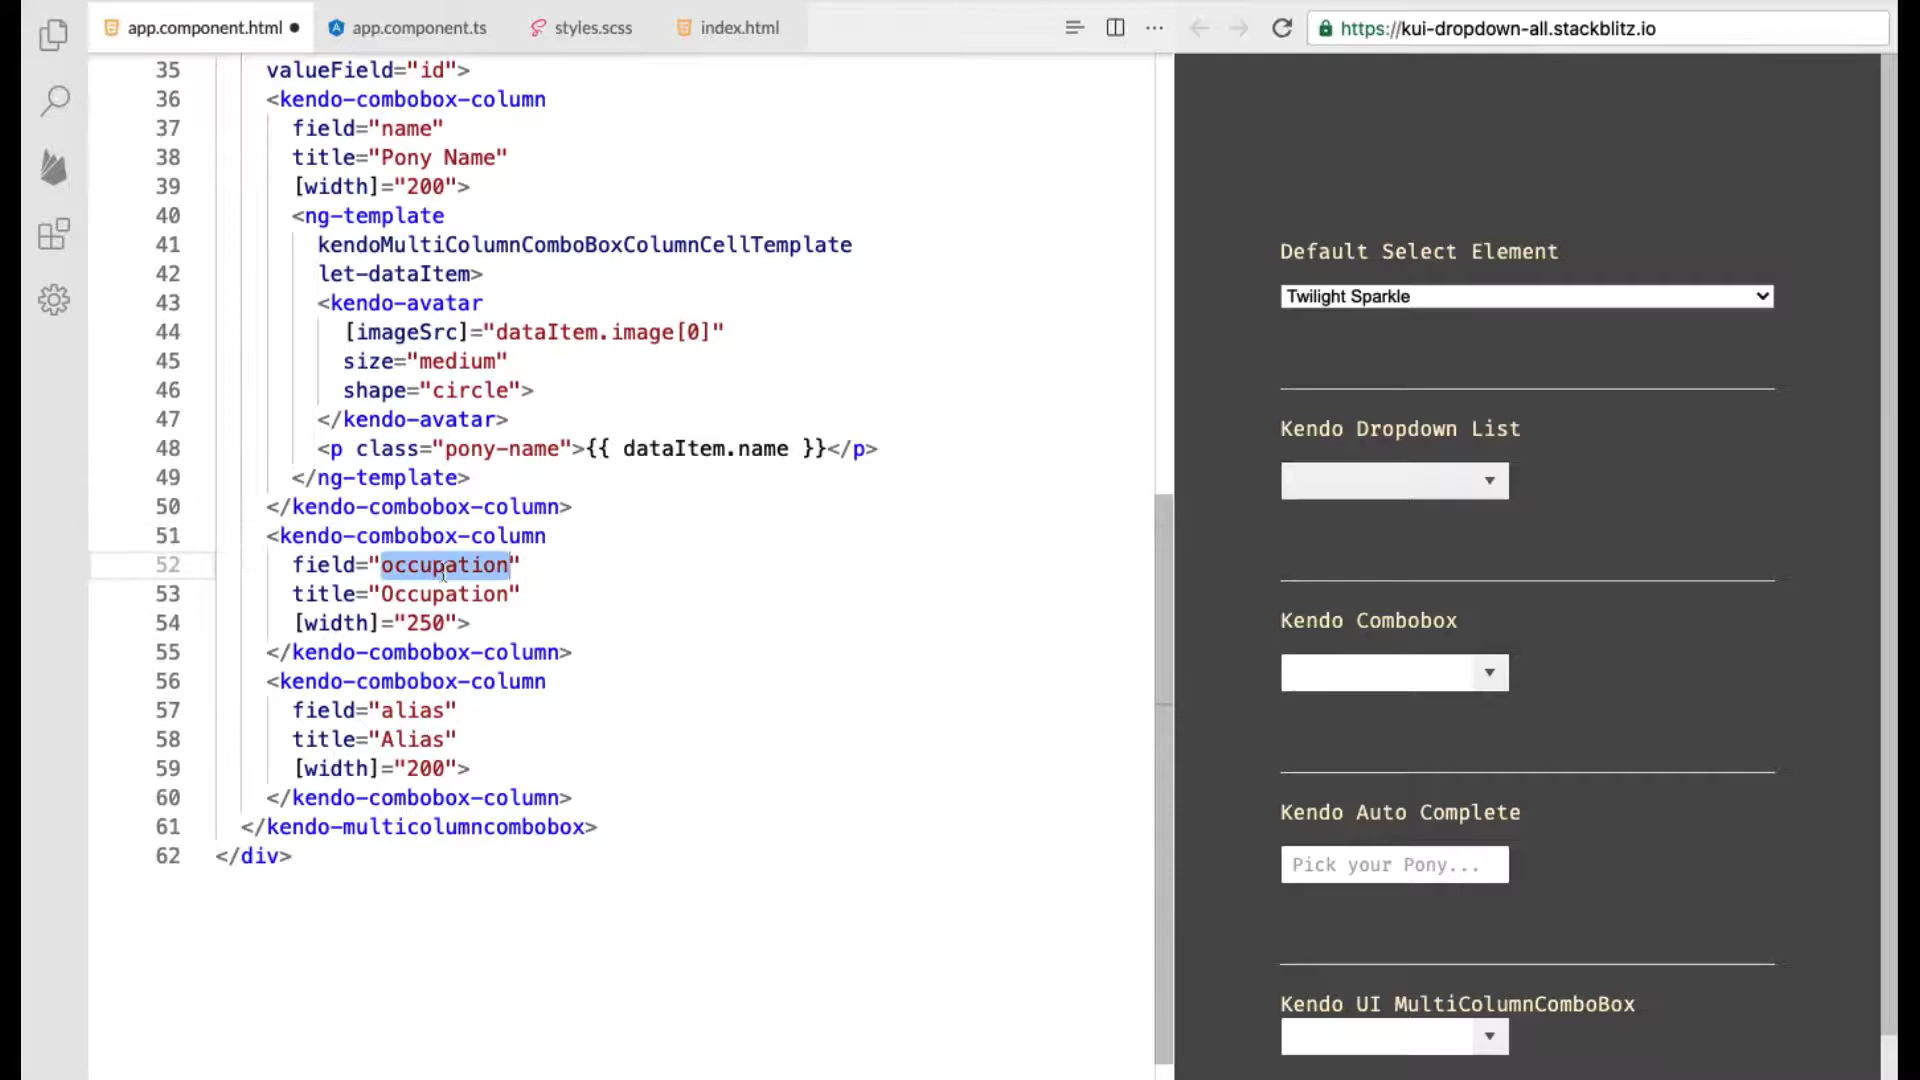 app.component.html
app.component.ts
styles.scss
index.html
https://kui-dropdown-all.stackblitz.io
35 valueField="id">
36 <kendo-combobox-column
37 field="name"
38 title="Pony Name"
39 [width]="200">
40 <ng-template
41 kendoMultiColumnComboBoxColumnCellTemplate
42 let-dataItem>
43 <kendo-avatar
44 [imageSrc]="dataItem.image[0]"
45 size="medium"
46 shape="circle">
47 </kendo-avatar>
48 <p class="pony-name">{{ dataItem.name }}</p>
49 </ng-template>
50 </kendo-combobox-column>
51 <kendo-combobox-column
52 field="occupation"
53 title="Occupation"
54 [width]="250">
55 </kendo-combobox-column>
56 <kendo-combobox-column
57 field="alias"
58 title="Alias"
59 [width]="200">
60 </kendo-combobox-column>
61 </kendo-multicolumncombobox>
62 </div>
Default Select Element
Twilight Sparkle
Kendo Dropdown List
Kendo Combobox
Kendo Auto Complete
Pick your Pony...
Kendo UI MultiColumnComboBox